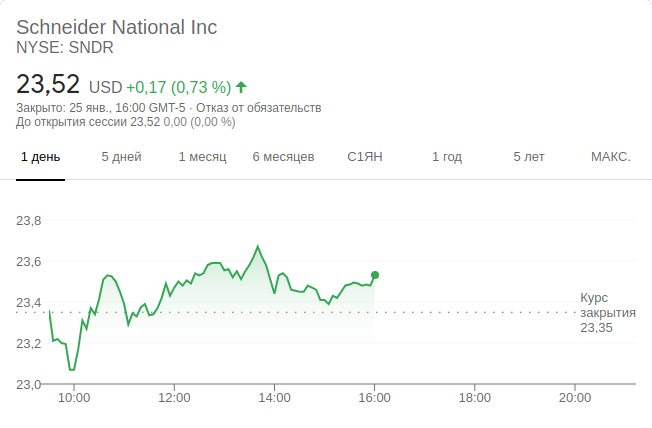 Schneider National Inc
NYSE: SNDR
23,52 USD +0,17 (0,73 %)
Закрыто: 25 янв., 16:00 GMT-5 · Отказ от обязательств
До открытия сессии 23,52 0,00 (0,00 %)
1 день 5 дней 1 месяц 6 месяцев С1ЯН 1 год 5 лет МАКС.
23,8
23,6
23,4
23,2
23,0
Курс
закрытия
23,35
10:00 12:00 14:00 16:00 18:00 20:00